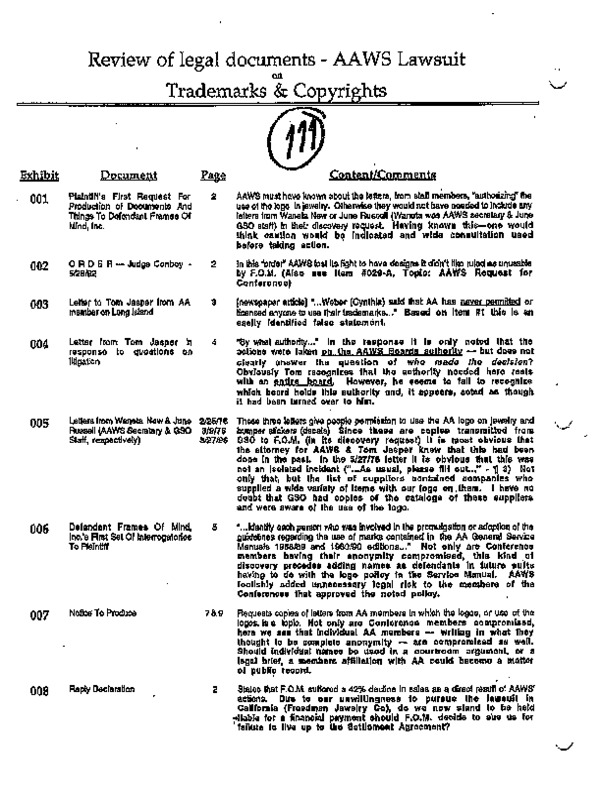 Review of legal documents - AAWS Lawsuit
on
Trademarks & Copyrights
111
Exhibit Document Page Content/Comments
001 Plaintiff's First Request For Production of Documents And Things To Defendant Frames Of Mind, Inc. 2 AAWS must have known about the letters, from staff members, "authorizing" the
use of the logo in jewelry. Otherwise they would not have needed to include any
letters from Waneta New or June Russell (Waneta was AAWS secretary & June
GSO staff) in their discovery request. Having known this—one would
think caution would be indicated and wide consultation used
before taking action.
002 O R D E R — Judge Conboy - 5/28/92 2 In this "order" AAWS lost its fight to have designs it didn't like ruled as unusable
by F.O.M. (Also see Item #029-A, Topic: AAWS Request for
Conference)
003 Letter to Tom Jasper from AA member on Long Island 3 [newspaper article] "...Weber (Cynthia) said that AA has never permitted or
licensed anyone to use their trademarks..." Based on item #1 this is an
easily identified false statement.
004 Letter from Tom Jasper in response to questions on litigation 4 "By what authority..." In the response it is only noted that the
actions were taken on the AAWS Boards authority — but does not
clearly answer the question of who made the decision?
Obviously Tom recognizes that the authority needed here rests
with an entire board. However, he seems to fail to recognize
which board holds this authority and, it appears, acted as though
it had been turned over to him.
005 Letters from Waneta New & June Russell (AAWS Secretary & GSO Staff, respectively) 2/25/76 3/9/76 5/27/76 These three letters give people permission to use the AA logo on jewelry and
bumper stickers (decals) Since these are copies transmitted from
GSO to F.O.M. (in its discovery request) it is most obvious that
the attorney for AAWS & Tom Jasper knew that this had been
done in the past. In the 5/27/76 letter it is obvious that this was
not an isolated incident ("...As usual, please fill out..." - ¶ 2) Not
only that, but the list of suppliers contained companies who
supplied a wide variety of items with our logo on them. I have no
doubt that GSO had copies of the catalogs of these suppliers
and were aware of the use of the logo.
006 Defendant Frames Of Mind, Inc.'s First Set Of Interrogatories To Plaintiff 5 "...Identify each person who was involved in the promulgation or adoption of the
guidelines regarding the use of marks contained in the AA General Service
Manuals 1988/89 and editions..." Not only are Conference
members having their anonymity compromised, this kind of
discovery precedes adding names as defendants in future suits
having to do with the logo policy in the Service Manual. AAWS
foolishly added unnecessary legal risk to the members of the
Conferences that approved the noted policy.
007 Notice To Produce 7 & 9 Requests copies of letters from AA members in which the logos, or use of the
logos, is a topic. Not only are Conference members compromised,
here we see that individual AA members — writing in what they
thought to be complete anonymity — are compromised as well.
Should individual names be used in a courtroom argument, or a
legal brief, a members affiliation with AA could become a matter
of public record.
008 Reply Declaration 2 States that F.O.M. suffered a 42% decline in sales as a direct result of AAWS'
actions. Due to our unwillingness to pursue the lawsuit in
California (Freedman Jewelry Co), do we now stand to be held
liable for a financial payment should F.O.M. decide to sue us for
failure to live up to the Settlement Agreement?